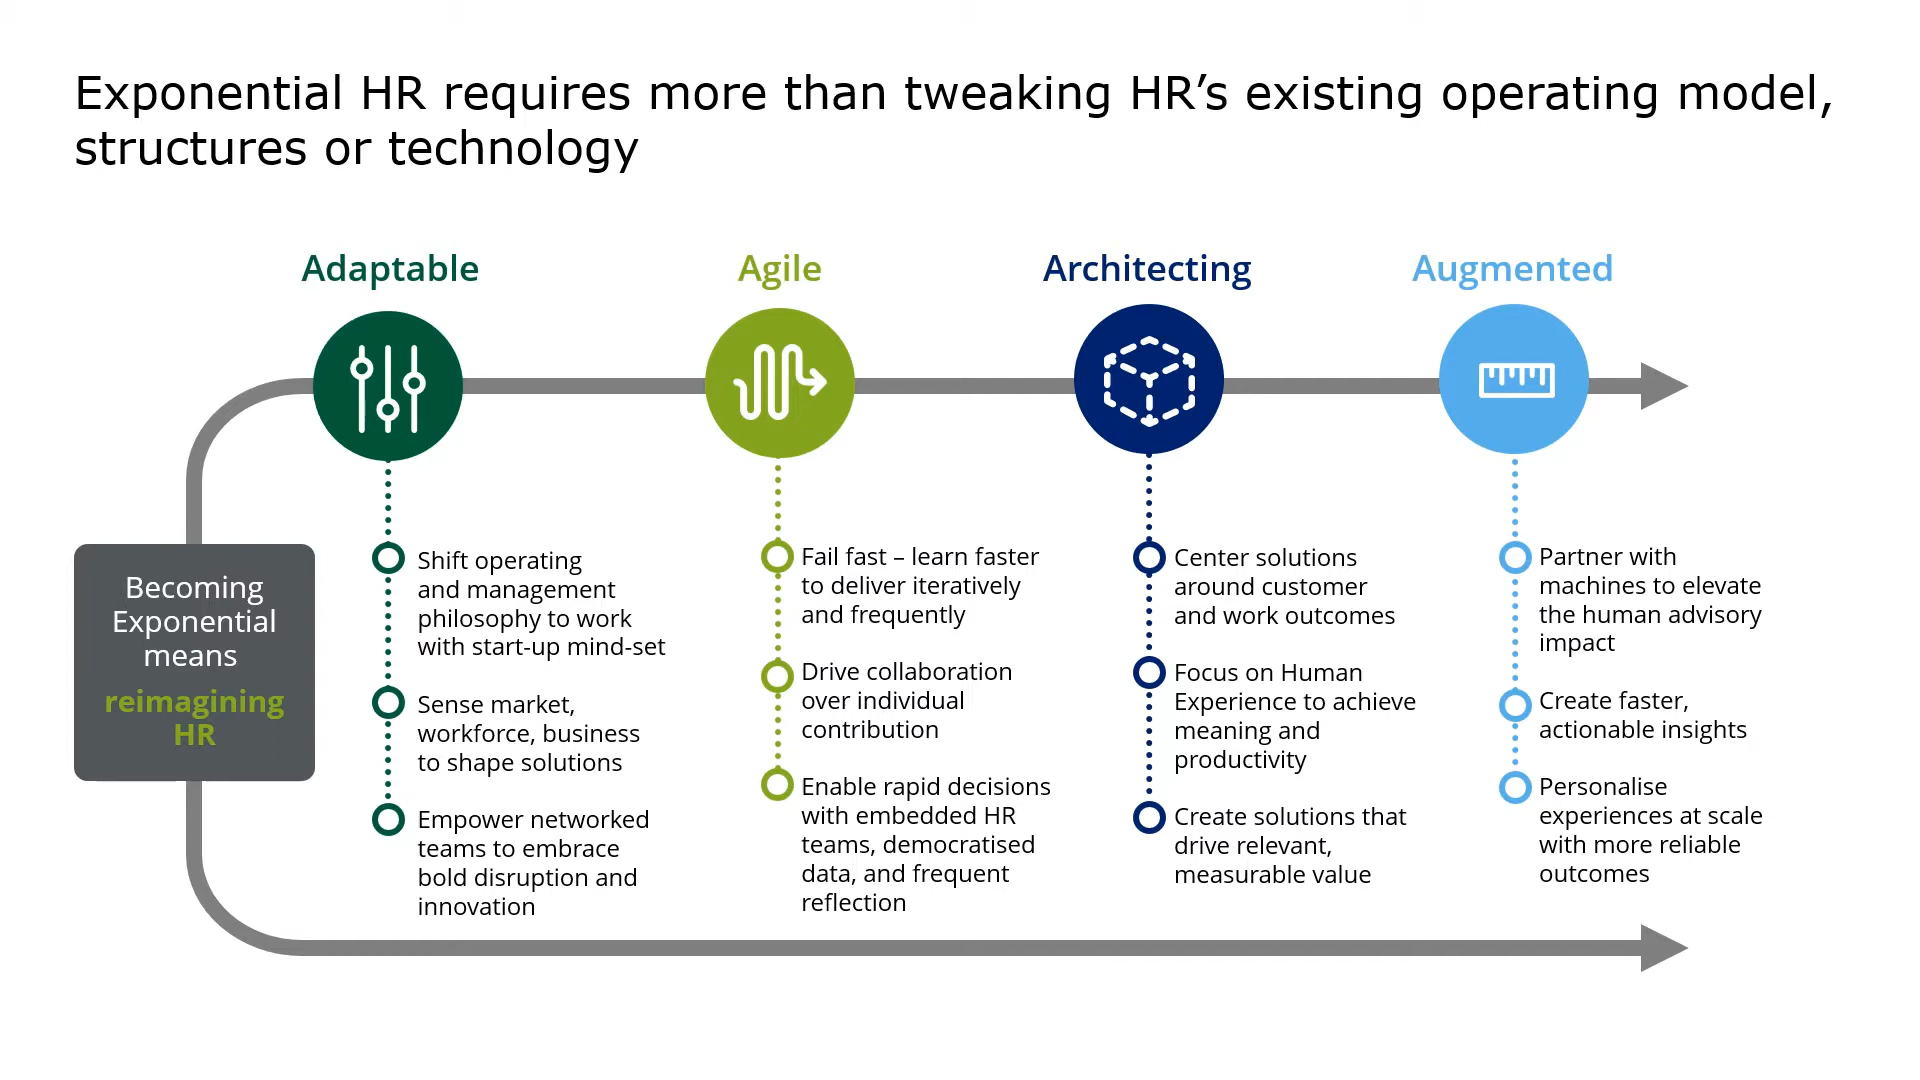 Exponential HR requires more than tweaking HR’s existing operating model,
structures or technology
Becoming
Exponential
means
reimagining
HR
Adaptable
Shift operating
and management
philosophy to work
with start-up mind-set
Sense market,
workforce, business
to shape solutions
Empower networked
teams to embrace
bold disruption and
innovation
Agile
Fail fast – learn faster
to deliver iteratively
and frequently
Drive collaboration
over individual
contribution
Enable rapid decisions
with embedded HR
teams, democratised
data, and frequent
reflection
Architecting
Center solutions
around customer
and work outcomes
Focus on Human
Experience to achieve
meaning and
productivity
Create solutions that
drive relevant,
measurable value
Augmented
Partner with
machines to elevate
the human advisory
impact
Create faster,
actionable insights
Personalise
experiences at scale
with more reliable
outcomes